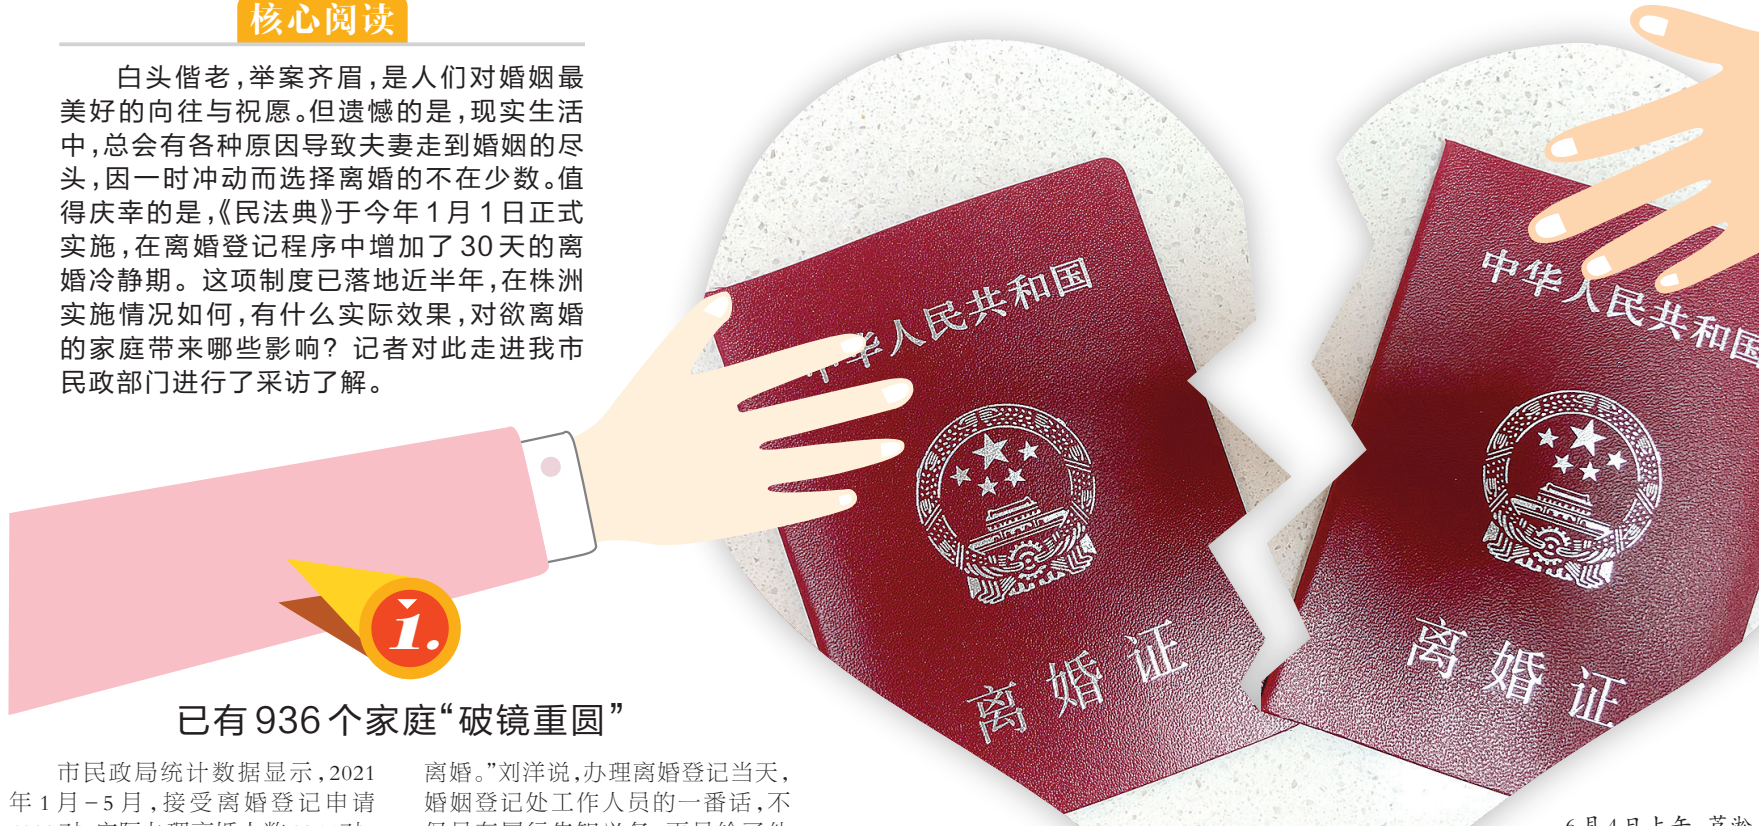 核心阅读
白头偕老,举案齐眉,是人们对婚姻最
美好的向往与祝愿。但遗憾的是,现实生活
中,总会有各种原因导致夫妻走到婚姻的尽
头,因一时冲动而选择离婚的不在少数。值
得庆幸的是,《民法典》于今年1月1日正式
实施,在离婚登记程序中增加了30天的离
婚冷静期。这项制度已落地近半年,在株洲
实施情况如何,有什么实际效果,对欲离婚
的家庭带来哪些影响?记者对此走进我市
民政部门进行了采访了解。
中华人民共和国
离婚证
中华人民共和国
离婚证
1.
已有936个家庭“破镜重圆”
市民政局统计数据显示,2021
年1月-5月,接受离婚登记申请
离婚。”刘洋说,办理离婚登记当天,
婚姻登记处工作人员的一番话,不
6月4日上午